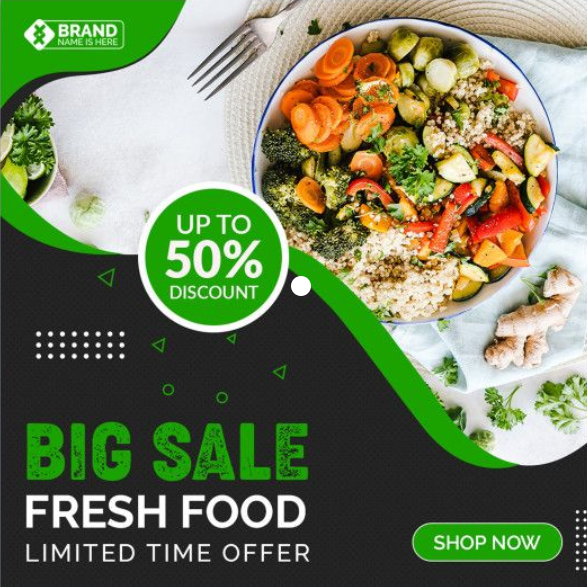 BRAND
NAME IS HERE
UP TO
50%
DISCOUNT
BIG SALE
FRESH FOOD
LIMITED TIME OFFER
SHOP NOW